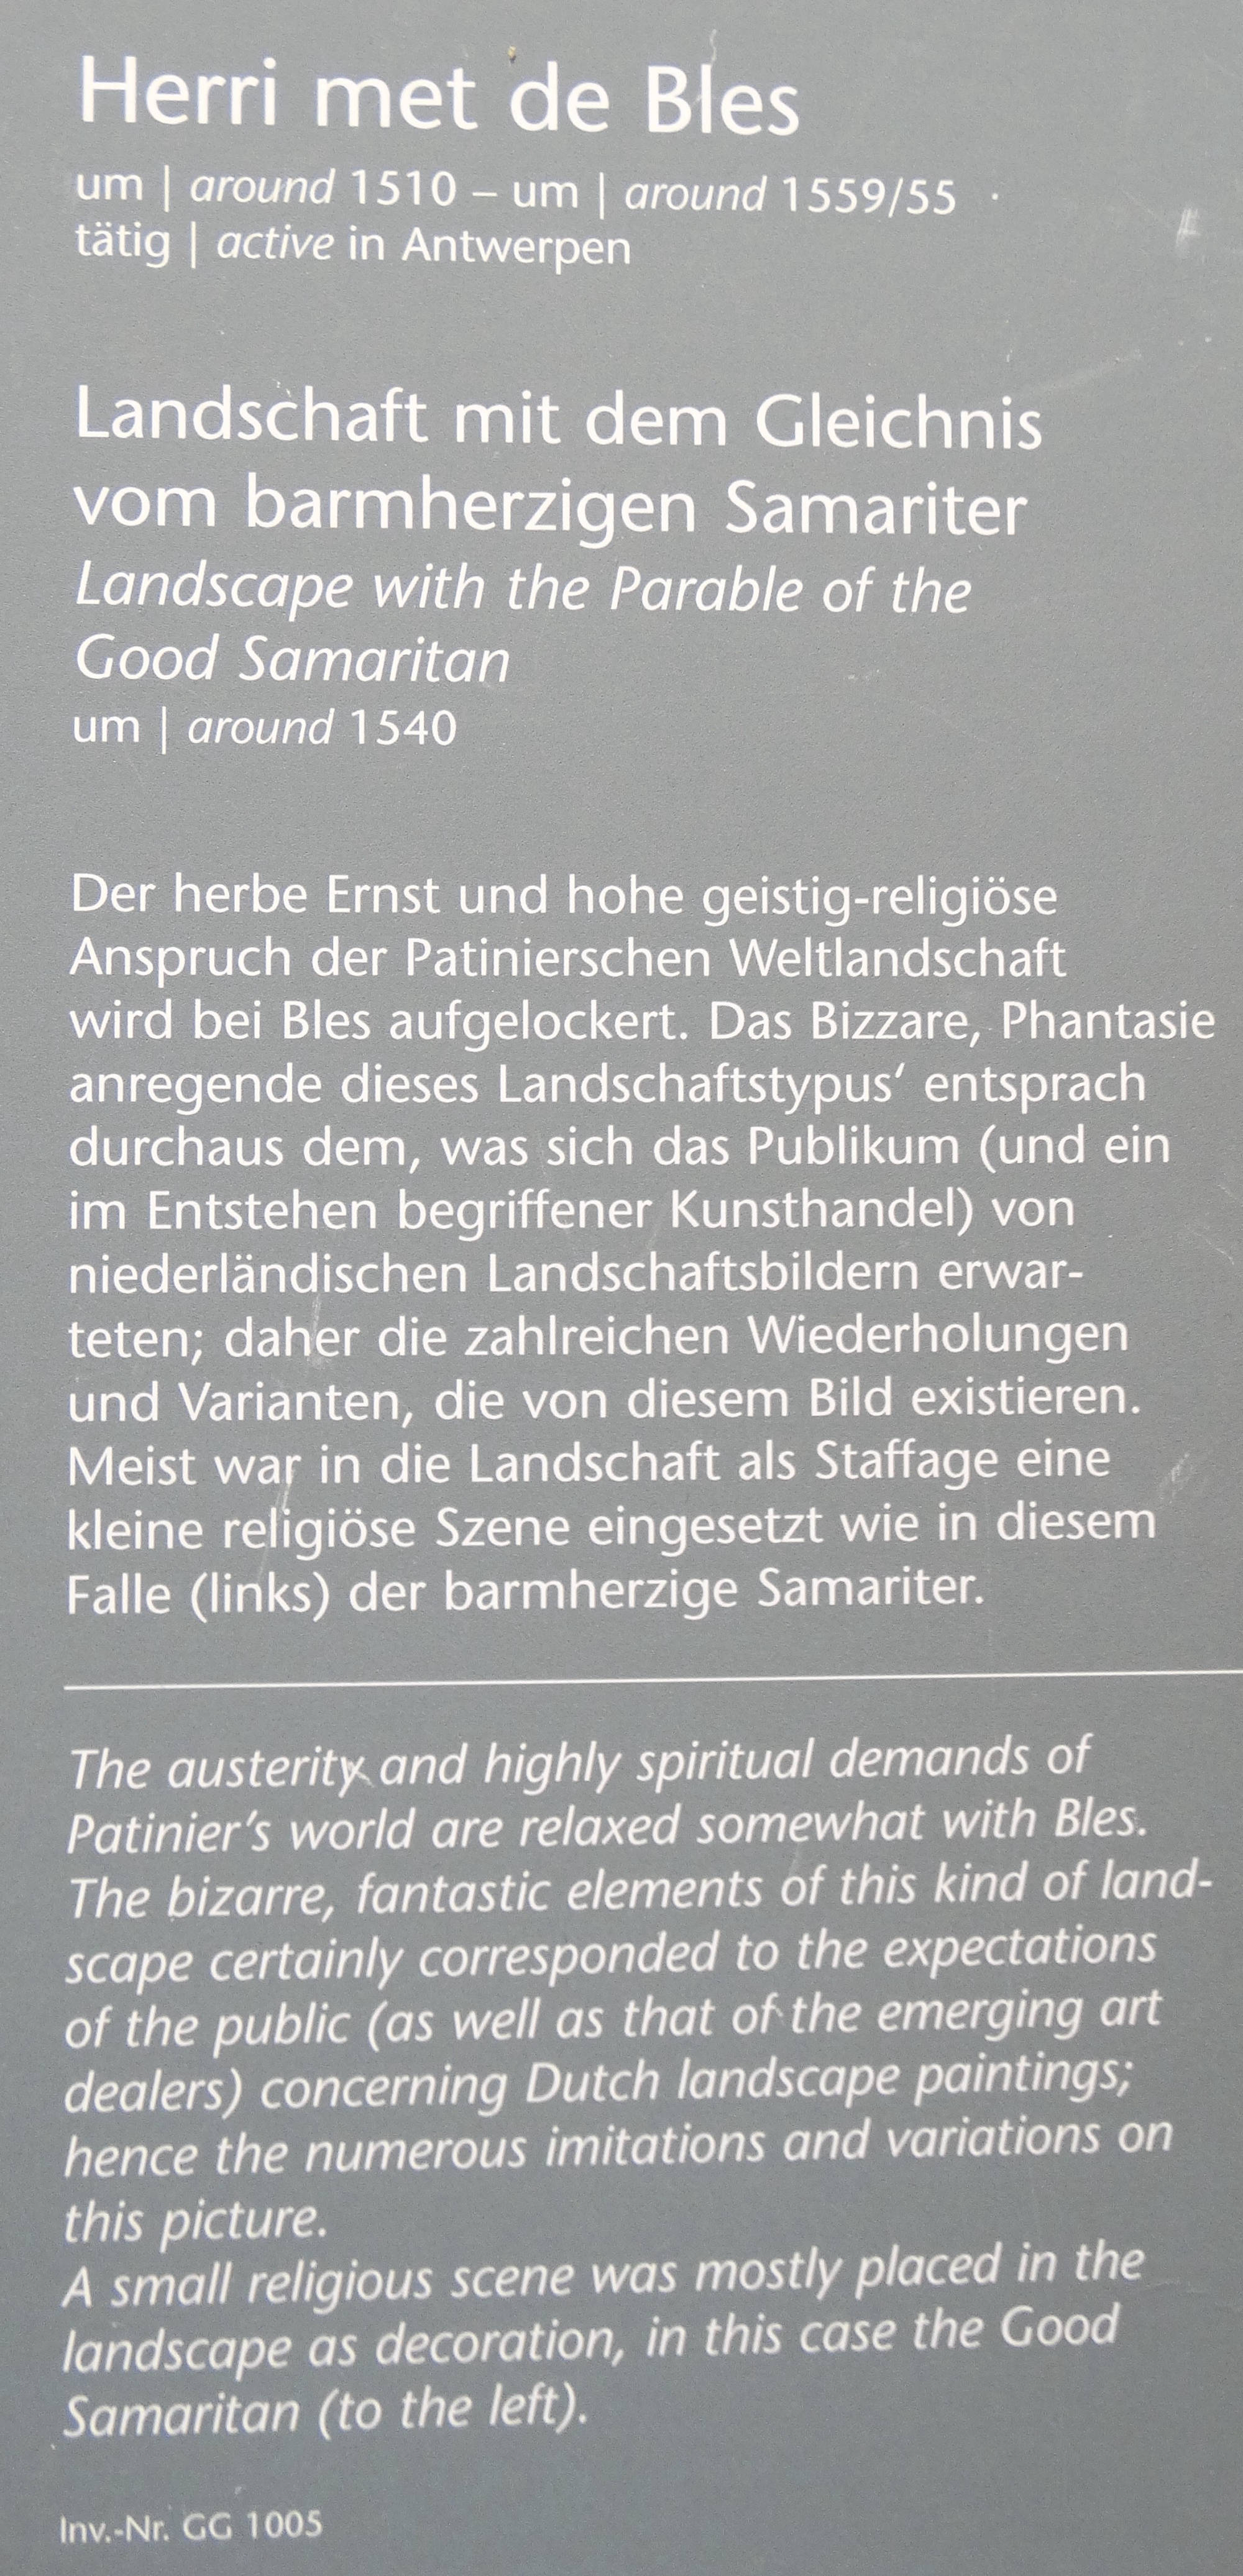 Herri met de Bles
um | around 1510 – um | around 1559/55
tätig | active in Antwerpen
Landschaft mit dem Gleichnis
vom barmherzigen Samariter
Landscape with the Parable of the
Good Samaritan
um | around 1540
Der herbe Ernst und hohe geistig-religiöse
Anspruch der Patinierschen Weltlandschaft
wird bei Bles aufgelockert. Das Bizzare, Phantasie
anregende dieses Landschaftstypus‘ entsprach
durchaus dem, was sich das Publikum (und ein
im Entstehen begriffener Kunsthandel) von
niederländischen Landschaftsbildern erwar-
teten; daher die zahlreichen Wiederholungen
und Varianten, die von diesem Bild existieren.
Meist war in die Landschaft als Staffage eine
kleine religiöse Szene eingesetzt wie in diesem
Falle (links) der barmherzige Samariter.
The austerity and highly spiritual demands of
Patinier’s world are relaxed somewhat with Bles.
The bizarre, fantastic elements of this kind of land-
scape certainly corresponded to the expectations
of the public (as well as that of the emerging art
dealers) concerning Dutch landscape paintings;
hence the numerous imitations and variations on
this picture.
A small religious scene was mostly placed in the
landscape as decoration, in this case the Good
Samaritan (to the left).
Inv.-Nr. GG 1005